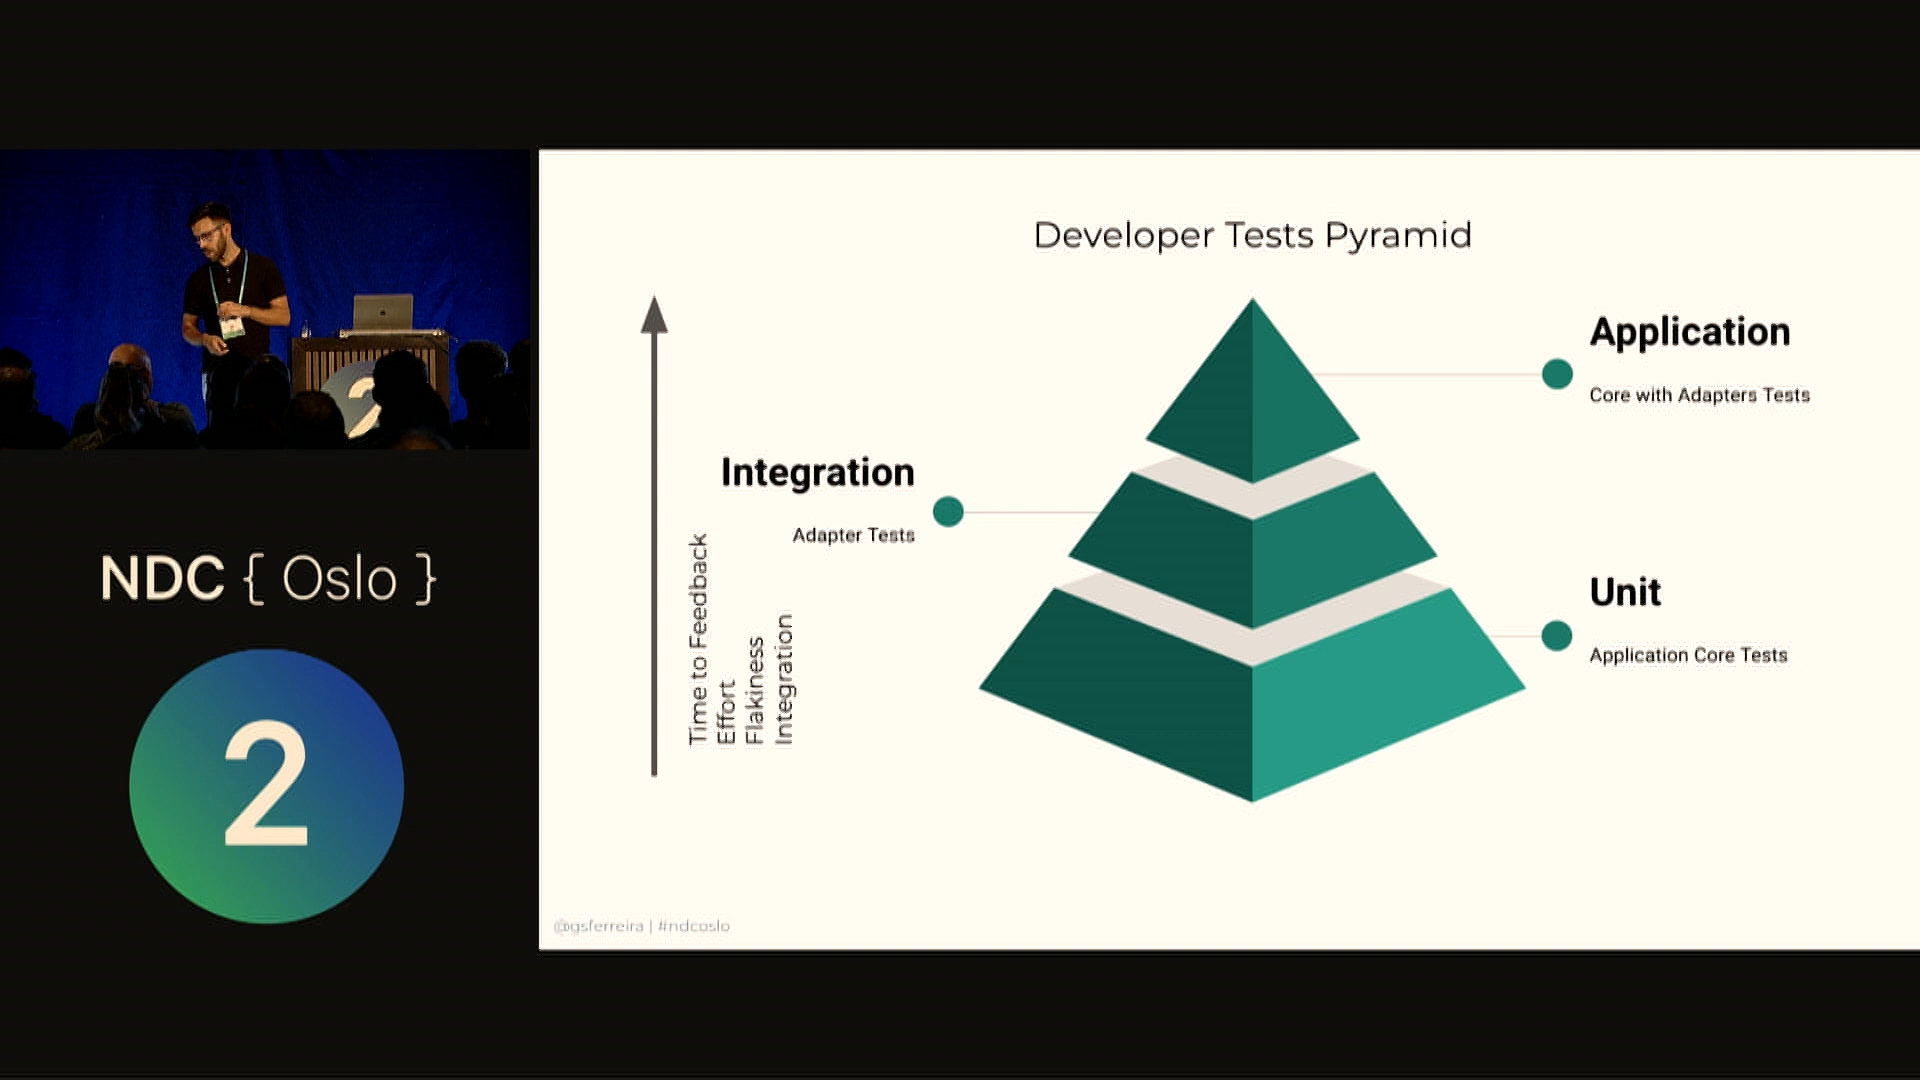 Developer Tests Pyramid
Application
Core with Adapters Tests
Integration
Adapter Tests
Unit
Application Core Tests
Time to Feedback
Effort
Flakiness
Integration
@gsferreira | #ndcoslo
NDC { Oslo }
2
2